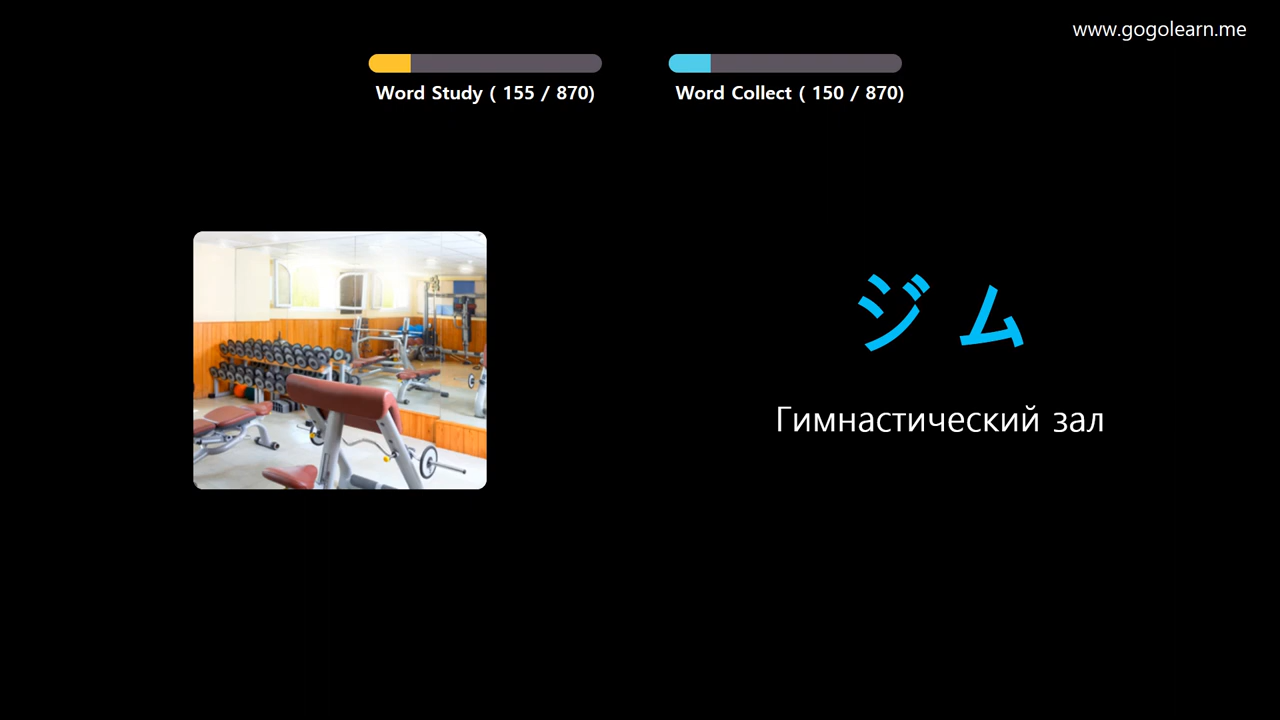 www.gogolearn.me
Word Study ( 155 / 870)
Word Collect ( 150 / 870)
ジム
Гимнастический зал